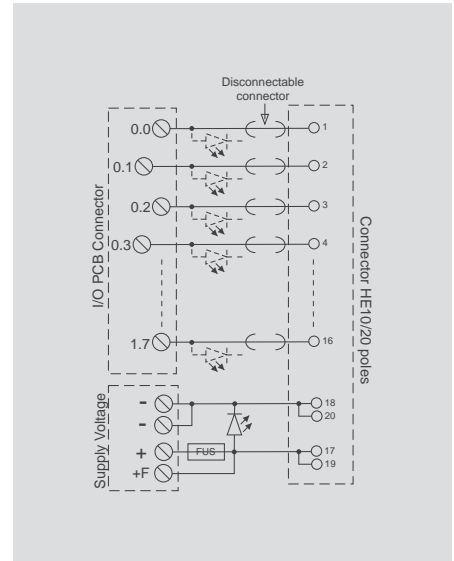 Disconnectable
connector
0.0
1
0.1
2
0.2
3
0.3
4
1.7
16
I/O PCB Connector
Connector HE10/20 poles
-
18
-
20
+
FUS
17
+F
19
Supply Voltage